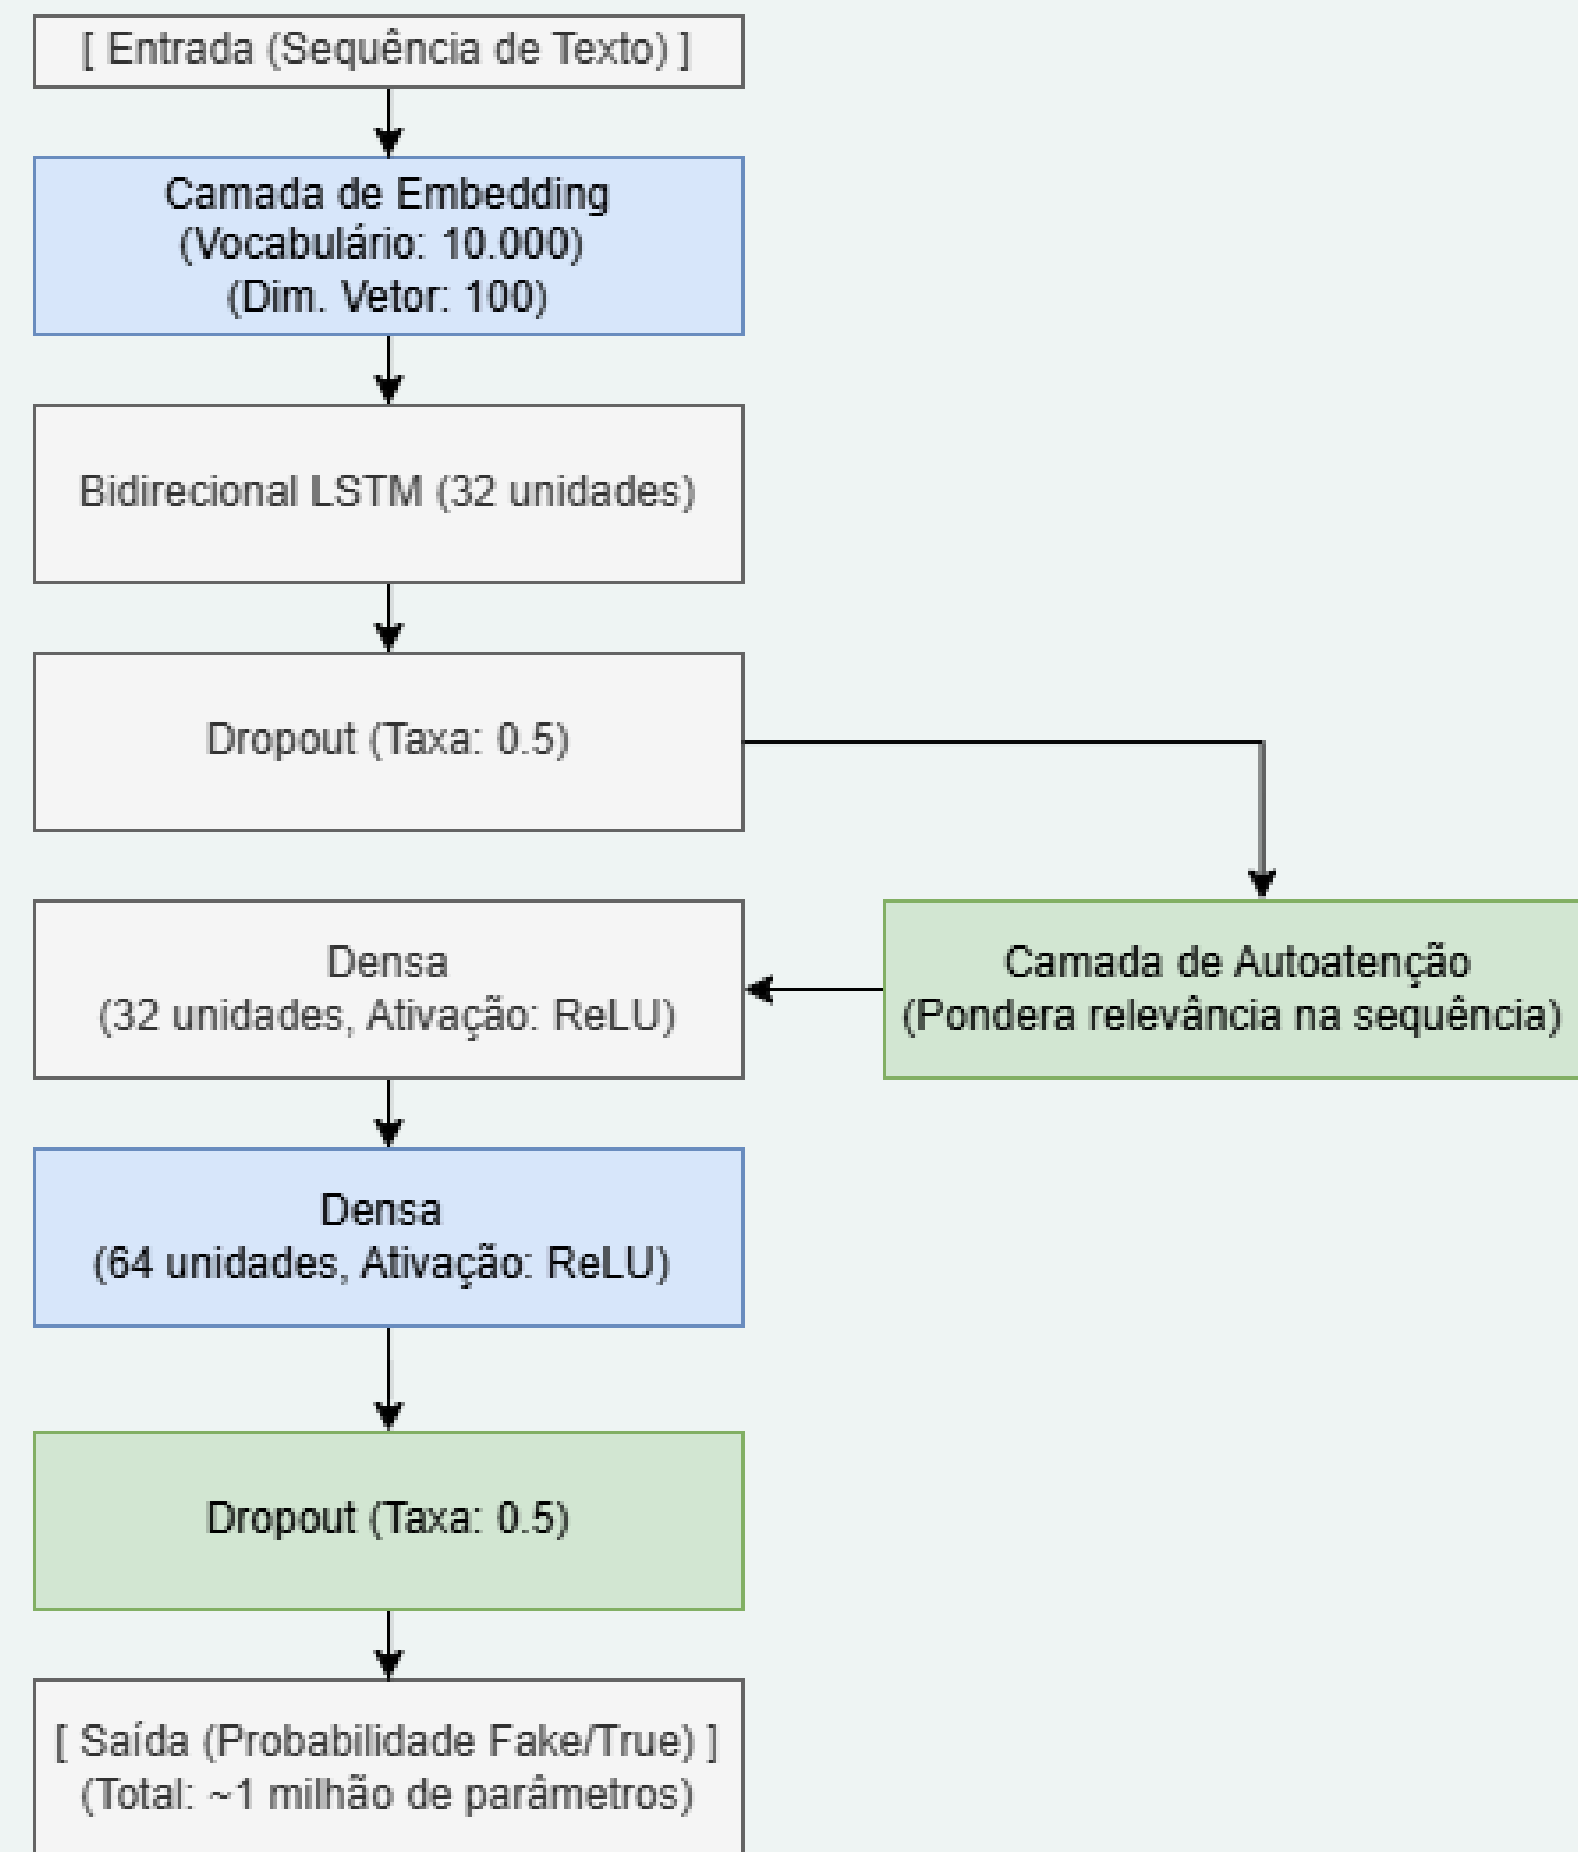 [ Entrada (Sequência de Texto) ]
Camada de Embedding
(Vocabulário: 10.000)
(Dim. Vetor: 100)
Bidirecional LSTM (32 unidades)
Dropout (Taxa: 0.5)
Camada de Autoatenção
(Pondera relevância na sequência)
Densa
(32 unidades, Ativação: ReLU)
Densa
(64 unidades, Ativação: ReLU)
Dropout (Taxa: 0.5)
[ Saída (Probabilidade Fake/True) ]
(Total: ~1 milhão de parâmetros)